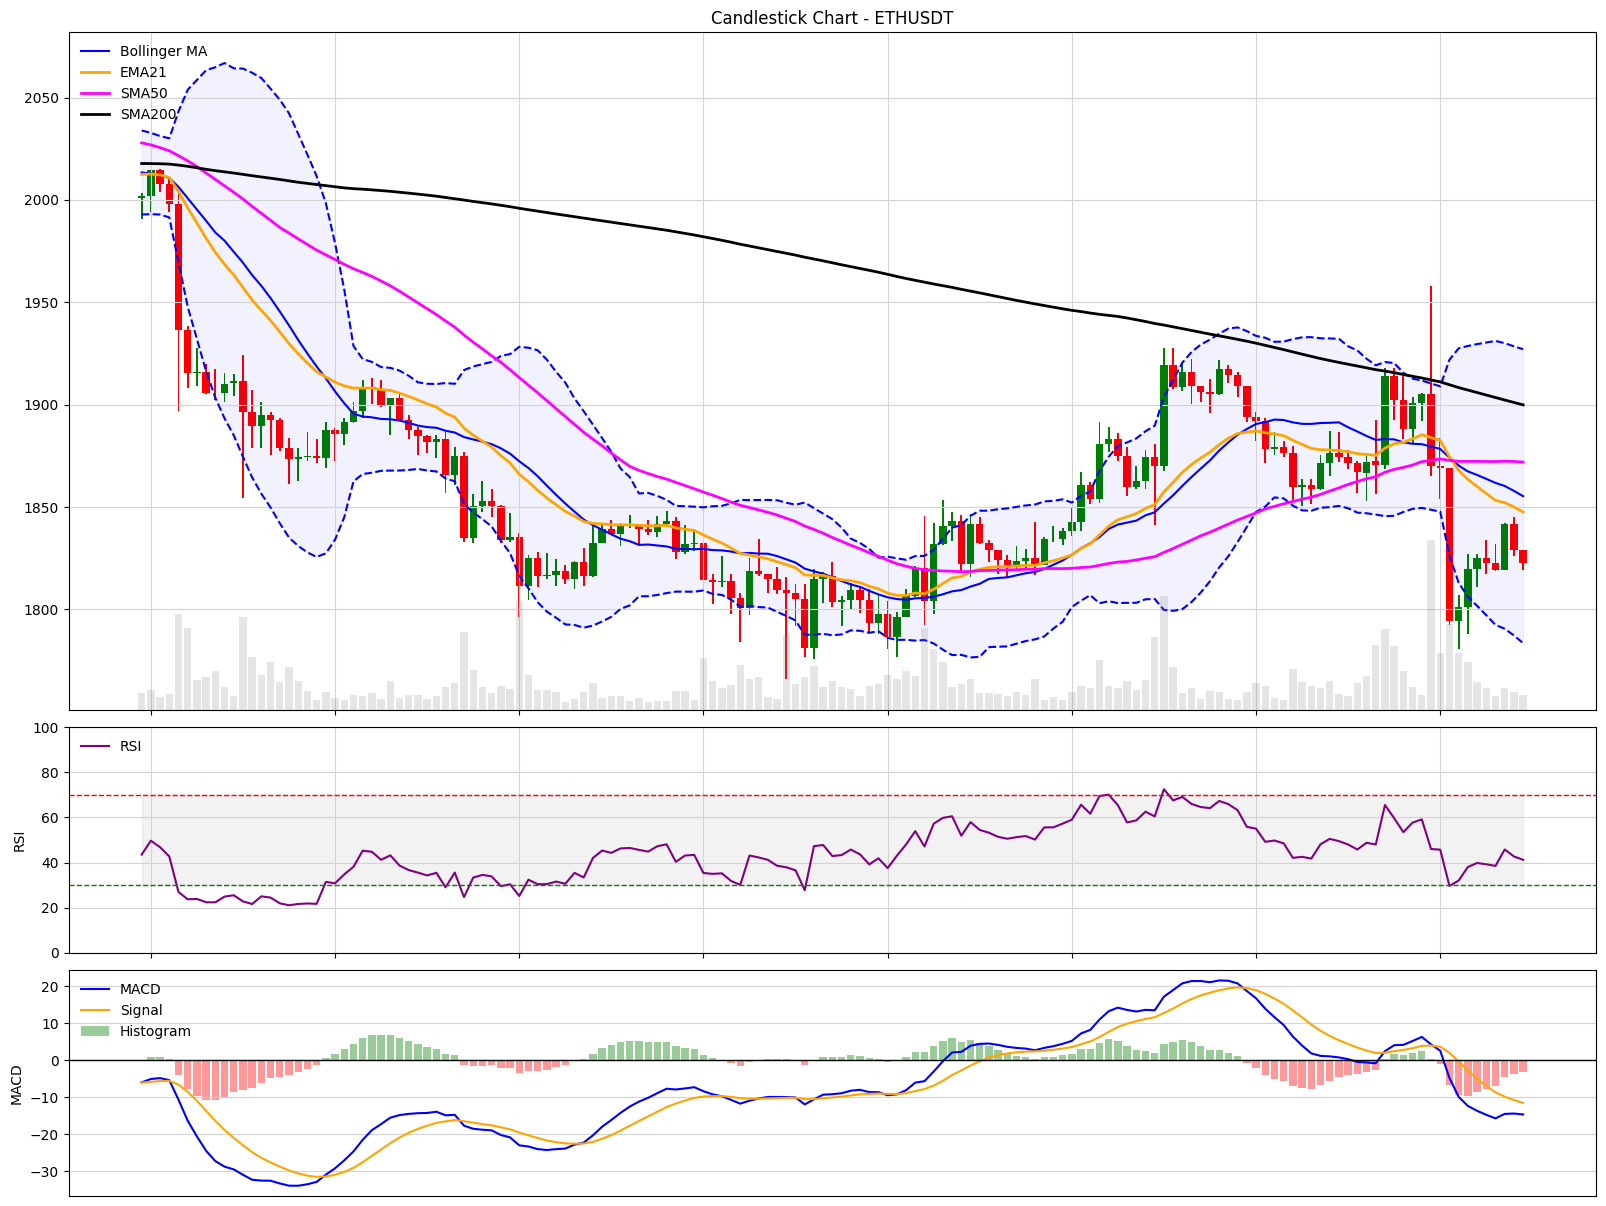 Candlestick Chart - ETHUSDT
Bollinger MA
EMA21
SMA50
SMA200
2050
2000
1950
1900
1850
1800
RSI
100
80
60
40
20
0
RSI
MACD
Signal
Histogram
20
10
0
−10
−20
−30
MACD